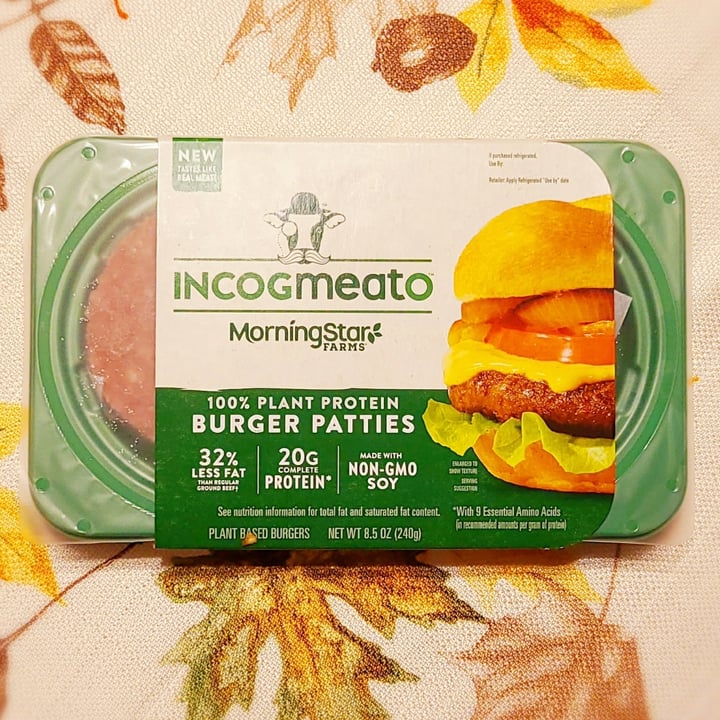 NEW
TASTES LIKE
REAL MEAT!
If purchased refrigerated,
Use By:
Retailer: Apply Refrigerated "Use by" date
INCOGmeato™
MorningStar
FARMS®
100% PLANT PROTEIN
BURGER PATTIES
32%
LESS FAT
THAN REGULAR
GROUND BEEF†
20G
COMPLETE
PROTEIN*
MADE WITH
NON-GMO
SOY
ENLARGED TO
SHOW TEXTURE
SERVING
SUGGESTION
See nutrition information for total fat and saturated fat content.
*With 9 Essential Amino Acids
(in recommended amounts per gram of protein)
PLANT BASED BURGERS NET WT 8.5 OZ (240g)